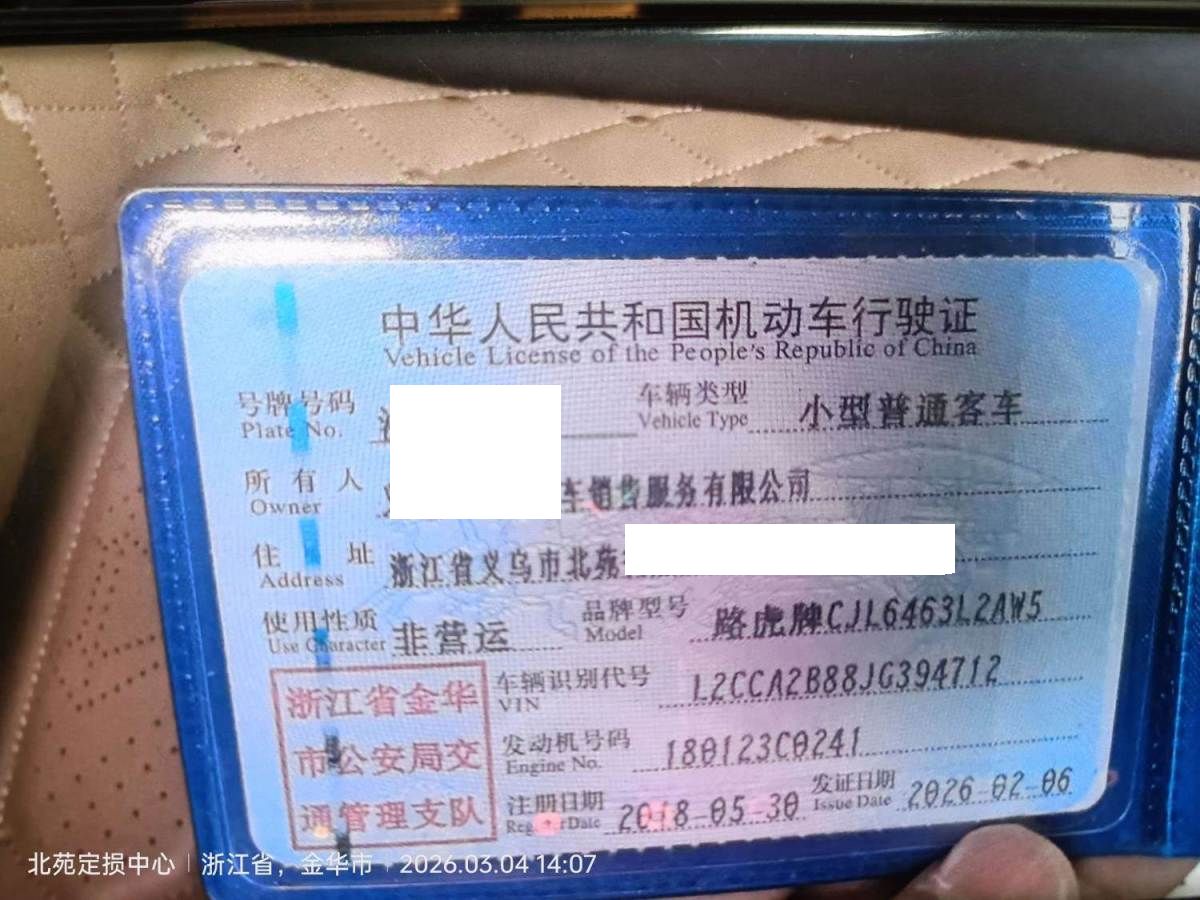 中华人民共和国机动车行驶证
Vehicle License of the People's Republic of China
号牌号码 车辆类型 小型普通客车
Plate No. Vehicle Type
所有人 车销售服务有限公司
Owner
住址 浙江省义乌市北苑
Address
使用性质 非营运 品牌型号 路虎牌CJL6463L2AW5
Use Character Model
浙江省金华 车辆识别代号 L2CCA2B88JG394712
VIN
市公安局交 发动机号码 180123C0241
Engine No.
通管理支队 注册日期 2018-05-30 发证日期 2026-02-06
Register Date Issue Date
北苑定损中心 | 浙江省，金华市 · 2026.03.04 14:07